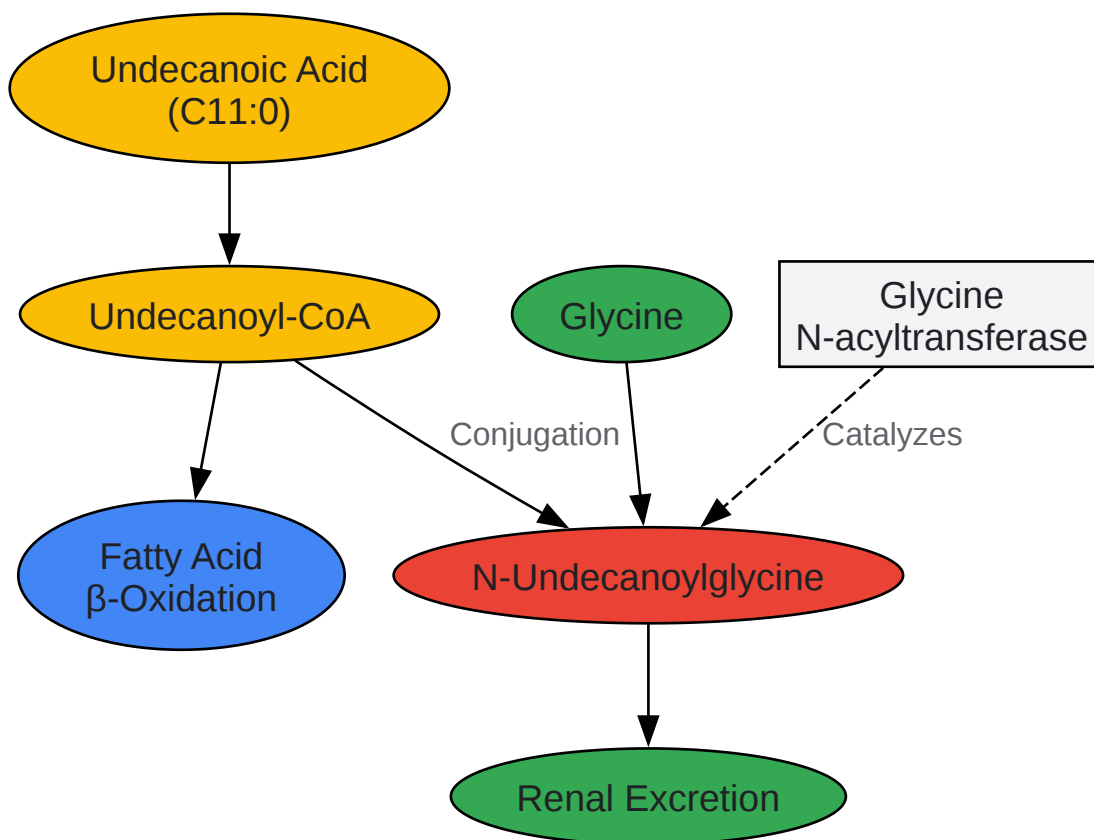 Undecanoic Acid
(C11:0)
Undecanoyl-CoA
Glycine
Glycine
N-acyltransferase
Conjugation
Catalyzes
Fatty Acid
β-Oxidation
N-Undecanoylglycine
Renal Excretion